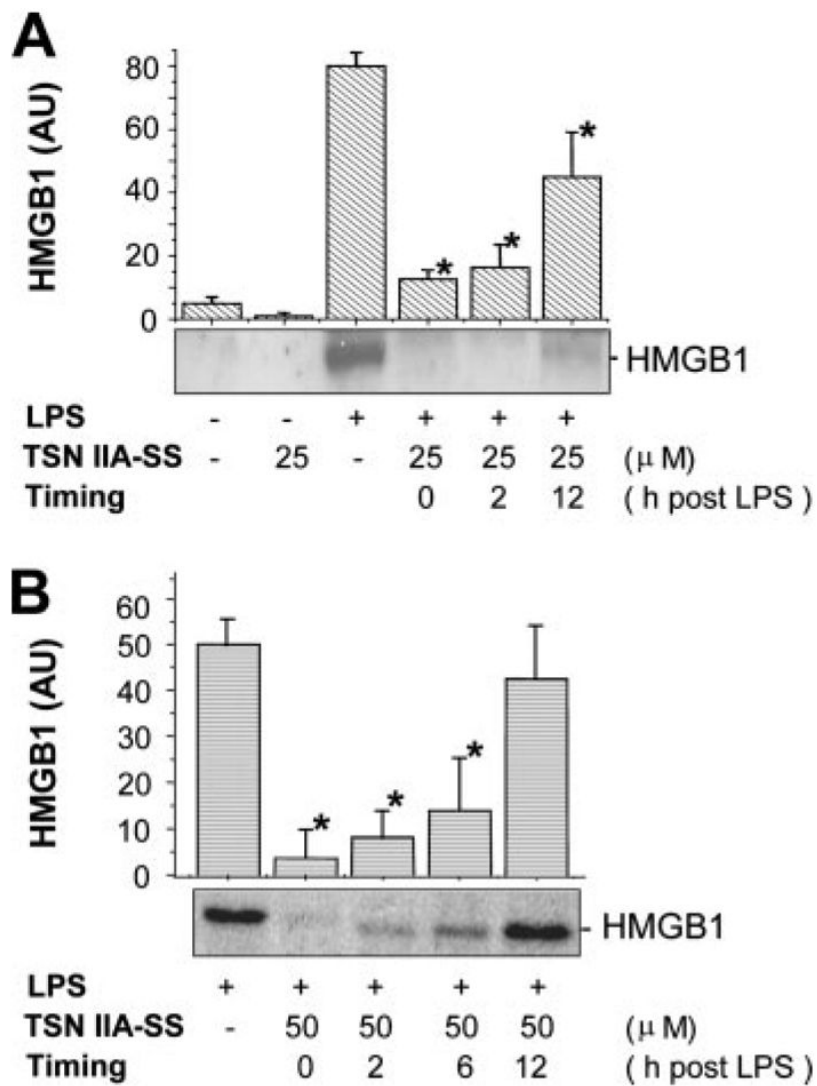 A
HMGB1 (AU)
80
60
40
20
0
* * *
- HMGB1
LPS - - + + + +
TSN IIA-SS - 25 - 25 25 25 (μM)
Timing 0 2 12 ( h post LPS )
B
HMGB1 (AU)
60
50
40
30
20
10
0
* * *
- HMGB1
LPS + + + + +
TSN IIA-SS - 50 50 50 50 (μM)
Timing 0 2 6 12 ( h post LPS )